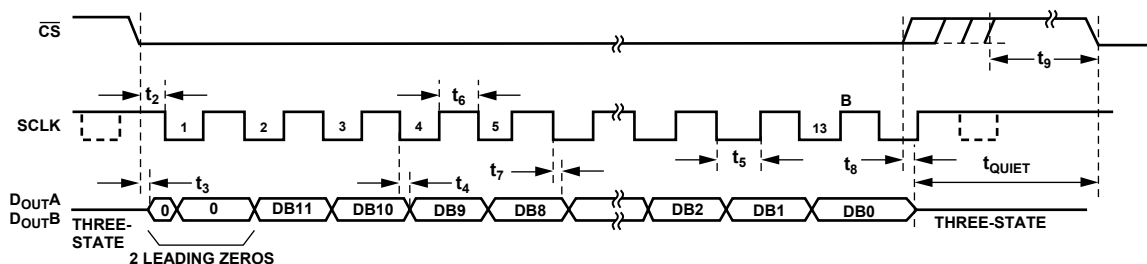 CS
t9
t2
t6
B
SCLK
1
2
3
4
5
13
t5
t8
tQUIET
t7
t3
t4
DOUTA
DOUTB
0
0
DB11
DB10
DB9
DB8
DB2
DB1
DB0
THREE-
STATE
THREE-STATE
2 LEADING ZEROS